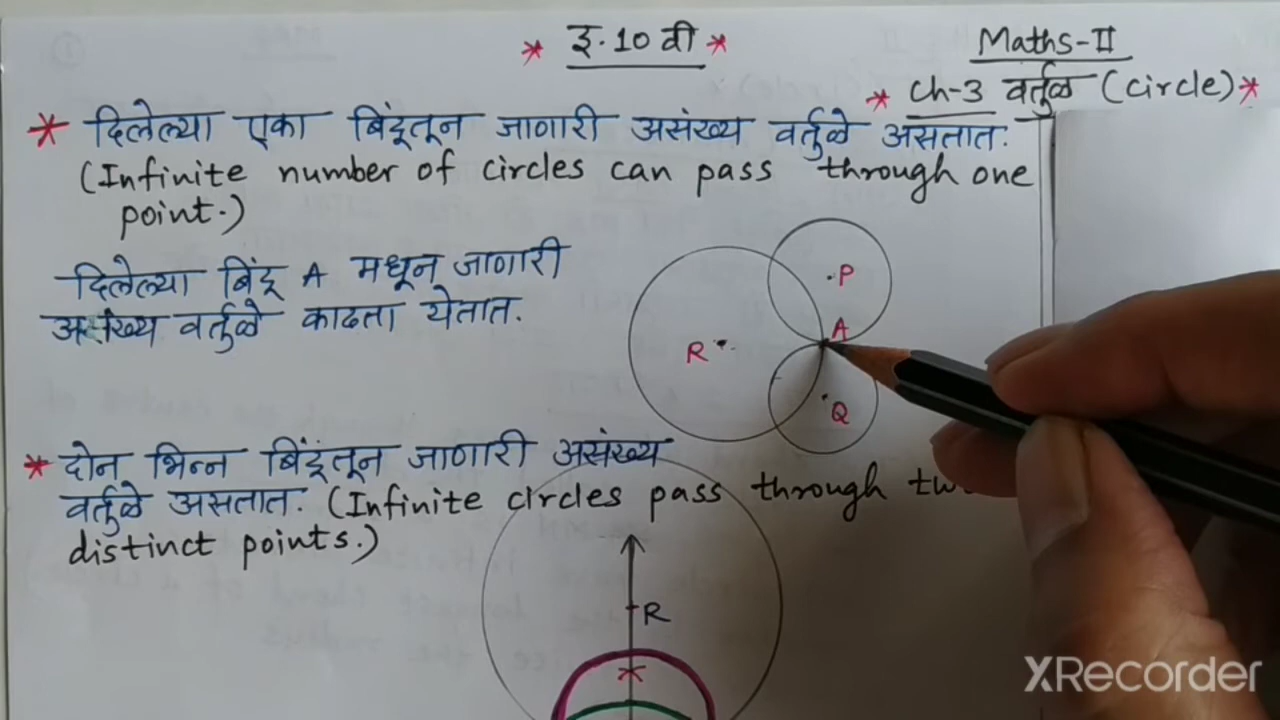 * इ. 10 वी *
Maths-II
* Ch-3 वर्तुळ (circle) *
* दिलेल्या एका बिंदूतून जाणारी असंख्य वर्तुळे असतात.
(Infinite number of circles can pass through one
point.)
दिलेल्या बिंदू A मधून जाणारी
असंख्य वर्तुळे काढता येतात.
P
A
R
Q
* दोन भिन्न बिंदूंतून जाणारी असंख्य
वर्तुळे असतात. (Infinite circles pass through
distinct points.)
R
XRecorder